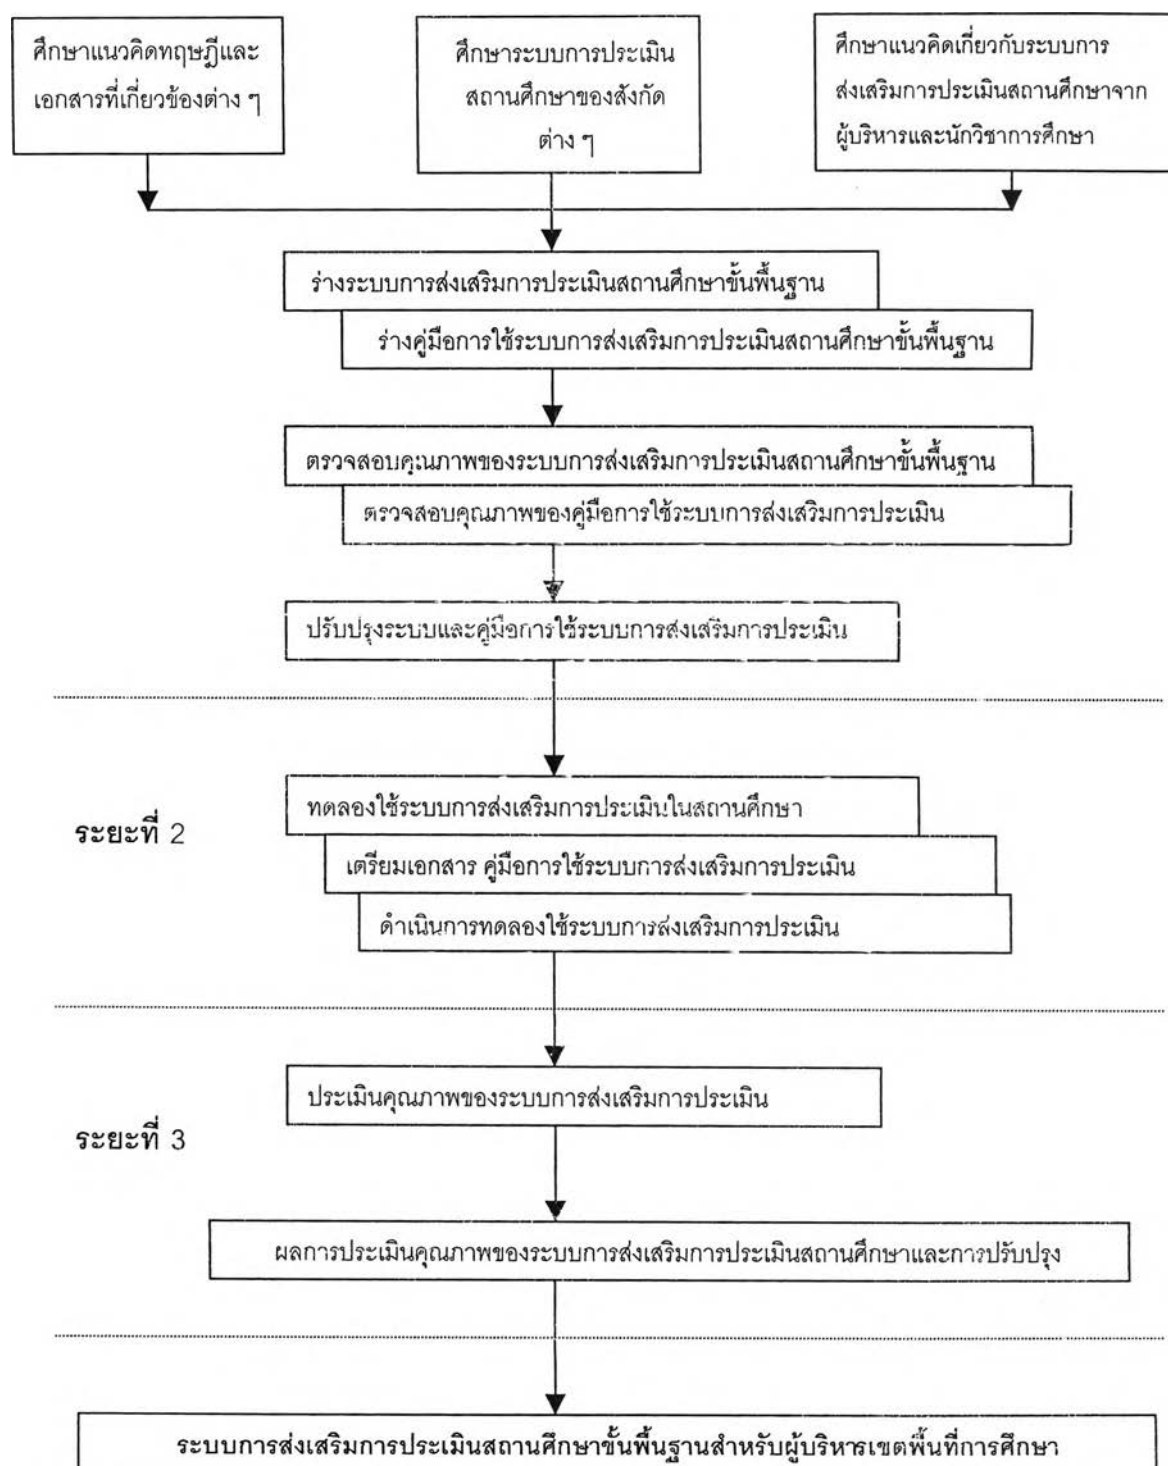 ศึกษาแนวคิดทฤษฎีและ
เอกสารที่เกี่ยวข้องต่าง ๆ
ศึกษาระบบการประเมิน
สถานศึกษาของสังกัด
ต่าง ๆ
ศึกษาแนวคิดเกี่ยวกับระบบการ
ส่งเสริมการประเมินสถานศึกษาจาก
ผู้บริหารและนักวิชาการศึกษา
ร่างระบบการส่งเสริมการประเมินสถานศึกษาขั้นพื้นฐาน
ร่างคู่มือการใช้ระบบการส่งเสริมการประเมินสถานศึกษาขั้นพื้นฐาน
ตรวจสอบคุณภาพของระบบการส่งเสริมการประเมินสถานศึกษาขั้นพื้นฐาน
ตรวจสอบคุณภาพของคู่มือการใช้ระบบการส่งเสริมการประเมิน
ปรับปรุงระบบและคู่มือการใช้ระบบการส่งเสริมการประเมิน
ระยะที่ 2
ทดลองใช้ระบบการส่งเสริมการประเมินในสถานศึกษา
เตรียมเอกสาร คู่มือการใช้ระบบการส่งเสริมการประเมิน
ดำเนินการทดลองใช้ระบบการส่งเสริมการประเมิน
ประเมินคุณภาพของระบบการส่งเสริมการประเมิน
ระยะที่ 3
ผลการประเมินคุณภาพของระบบการส่งเสริมการประเมินสถานศึกษาและการปรับปรุง
ระบบการส่งเสริมการประเมินสถานศึกษาขั้นพื้นฐานสำหรับผู้บริหารเขตพื้นที่การศึกษา